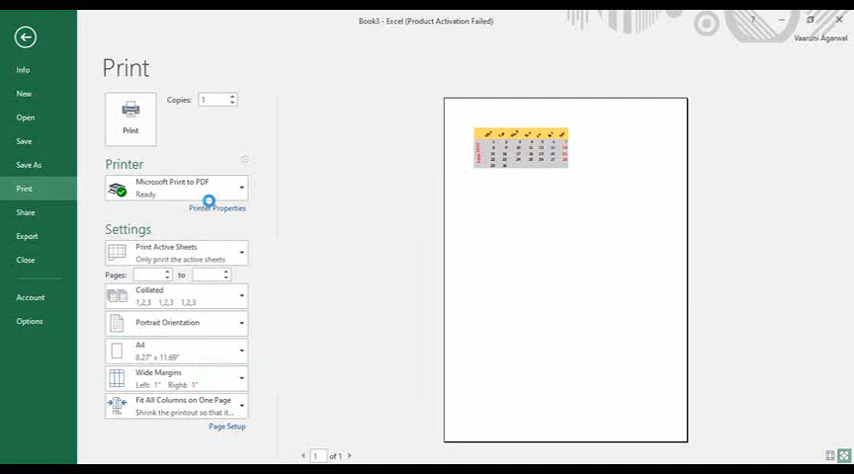 Book3 - Excel (Product Activation Failed)
?
Vaaruni Agarwal
Info
New
Open
Save
Save As
Print
Share
Export
Close
Account
Options
Print
Print
Copies: 1
Printer
Microsoft Print to PDF
Ready
Printer Properties
Settings
Print Active Sheets
Only print the active sheets
Pages: to
Collated
1,2,3 1,2,3 1,2,3
Portrait Orientation
A4
8.27" x 11.69"
Wide Margins
Left: 1" Right: 1"
Fit All Columns on One Page
Shrink the printout so that it...
Page Setup
1 of 1